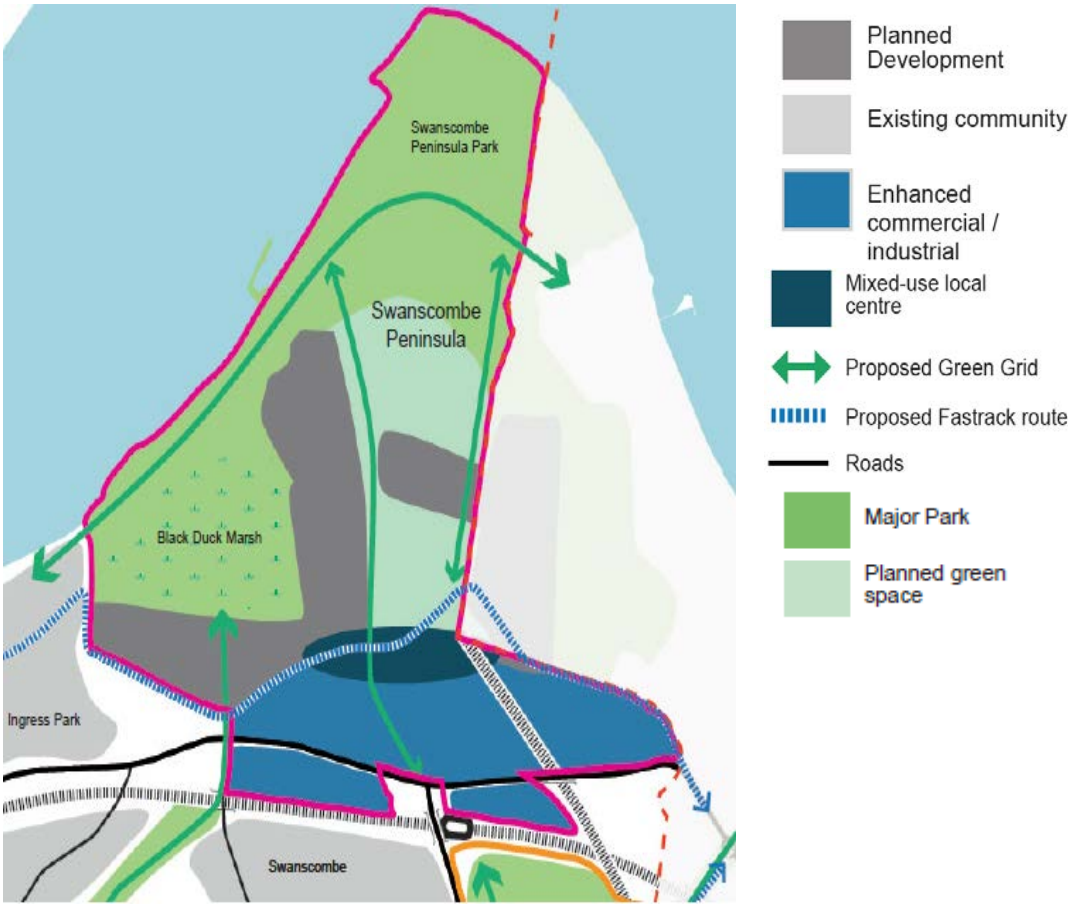 Swanscombe
Peninsula Park
Swanscombe
Peninsula
Black Duck Marsh
Ingress Park
Swanscombe
Planned
Development
Existing community
Enhanced
commercial /
industrial
Mixed-use local
centre
Proposed Green Grid
Proposed Fastrack route
Roads
Major Park
Planned green
space